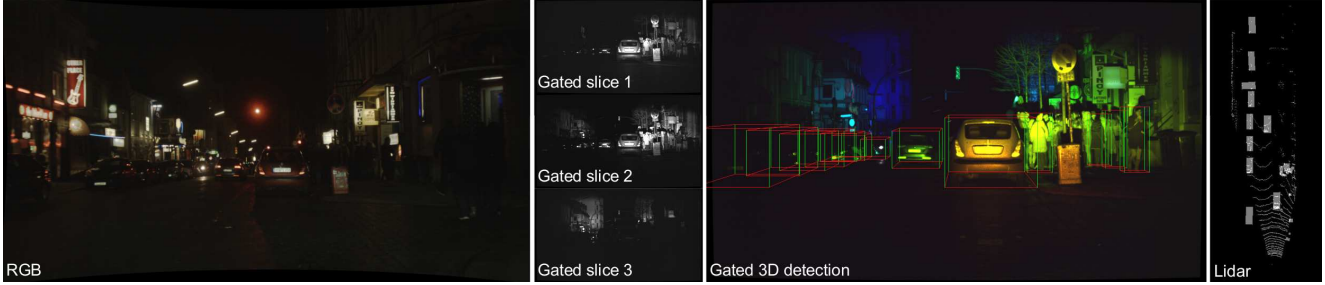 RGB
Gated slice 1
Gated slice 2
Gated slice 3
Gated 3D detection
Lidar